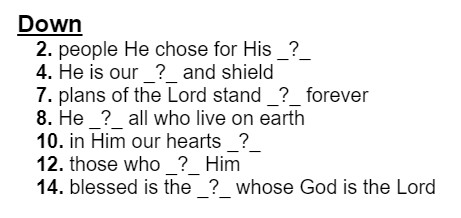 Down
2. people He chose for His _?_
4. He is our _?_ and shield
7. plans of the Lord stand _?_ forever
8. He _?_ all who live on earth
10. in Him our hearts _?_
12. those who _?_ Him
14. blessed is the _?_ whose God is the Lord